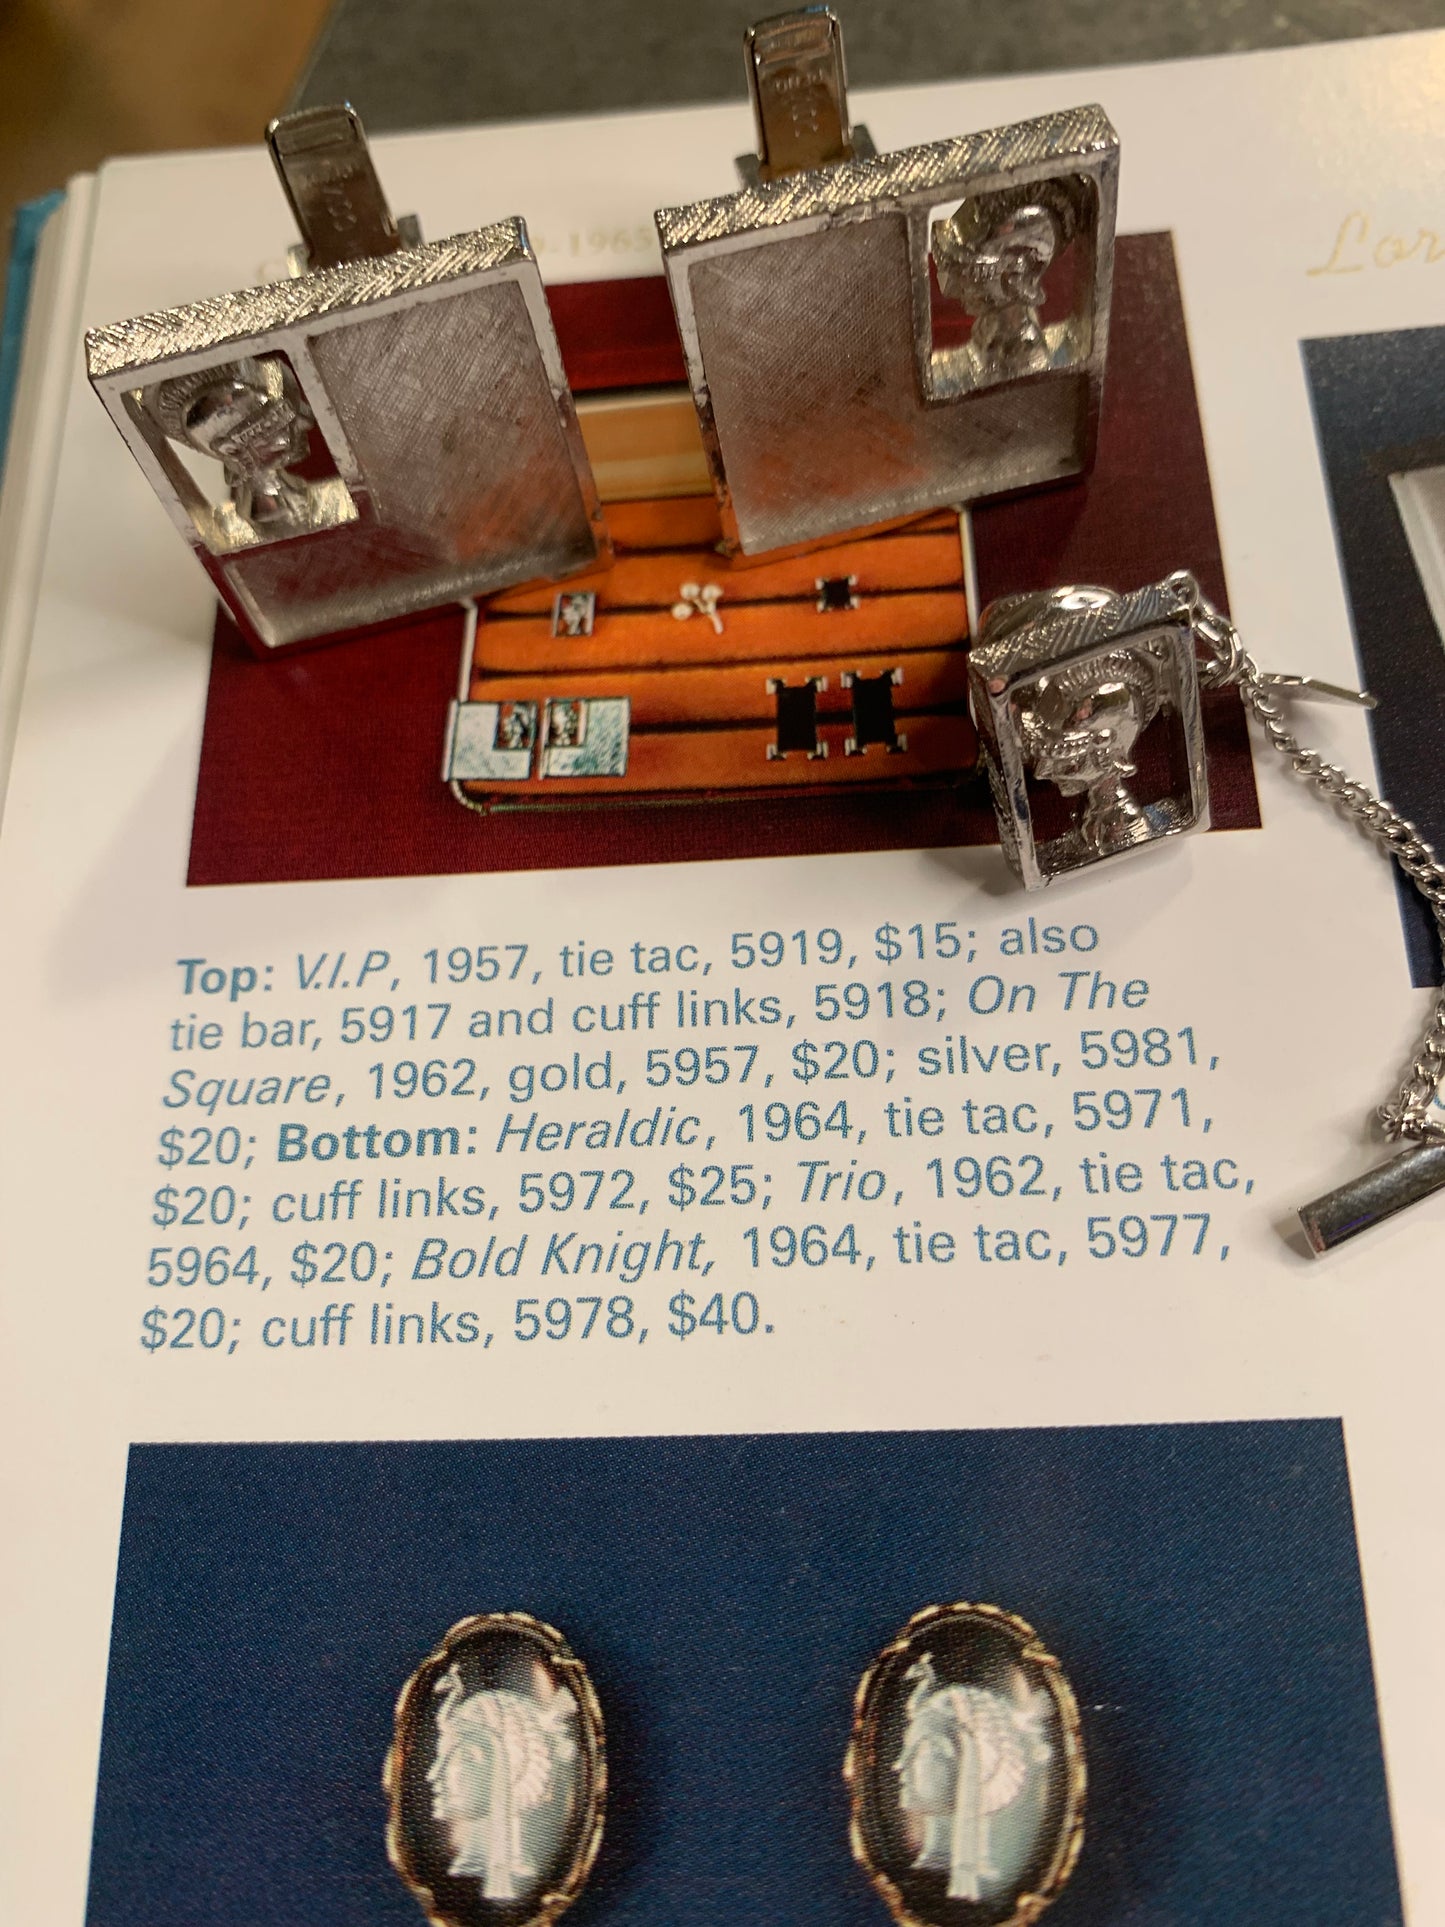 -1965
Lor
Top: V.I.P, 1957, tie tac, 5919, $15; also
tie bar, 5917 and cuff links, 5918; On The
Square, 1962, gold, 5957, $20; silver, 5981,
$20; Bottom: Heraldic, 1964, tie tac, 5971,
$20; cuff links, 5972, $25; Trio, 1962, tie tac,
5964, $20; Bold Knight, 1964, tie tac, 5977,
$20; cuff links, 5978, $40.